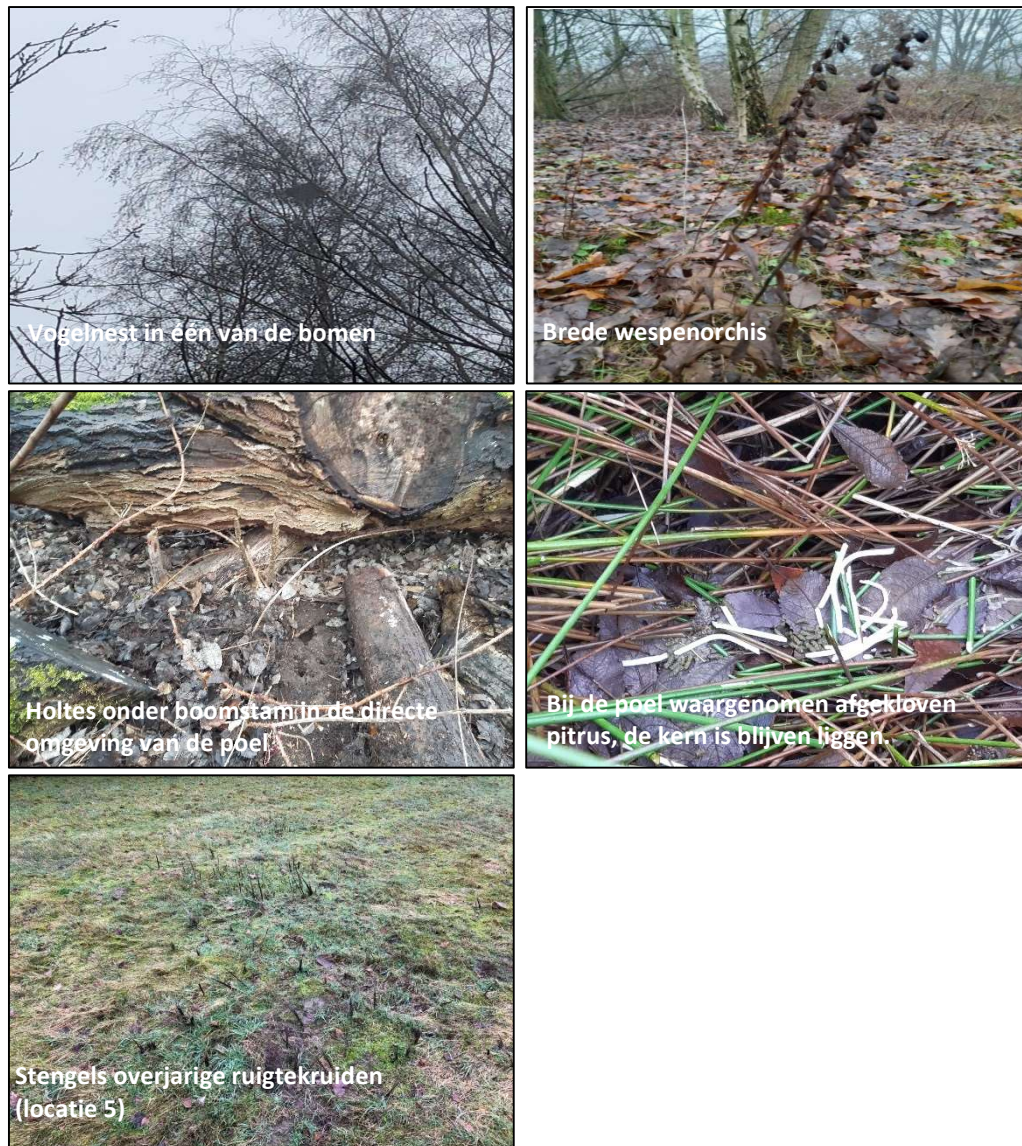 Vogelnest in één van de bomen
Brede wespenorchis
Holtes onder boomstam in de directe
omgeving van de poel
Bij de poel waargenomen afgekloven
pitrus, de kern is blijven liggen.
Stengels overjarige ruigtekruiden
(locatie 5)